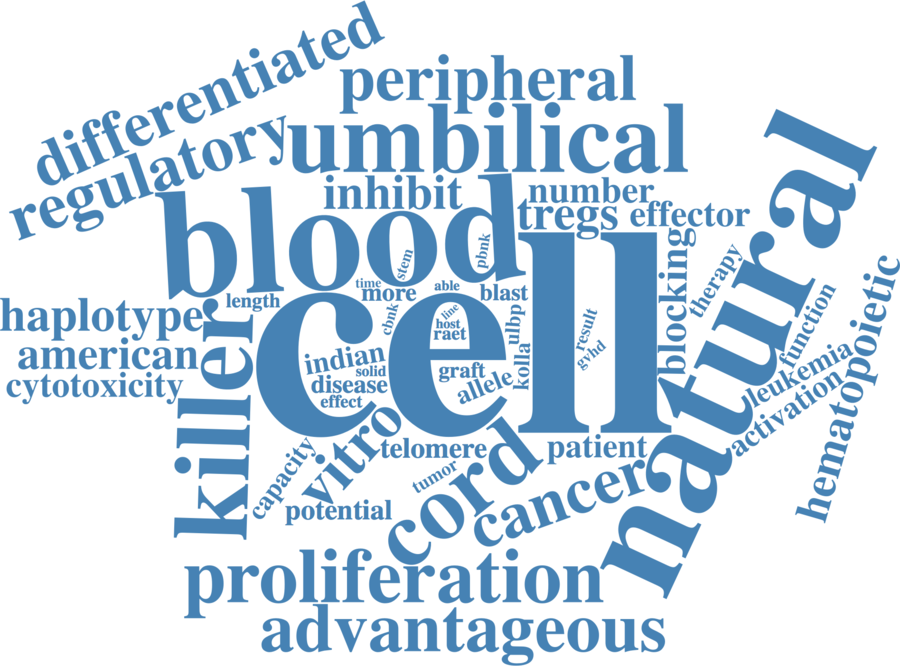 differentiated
peripheral
regulatory
umbilical
natural
inhibit
number
blood
tregs
effector
stem
pbnk
blocking
therapy
time
able
length
more
blast
cell
cbnk
line
host
raet
ulbp
result
function
hematopoietic
haplotype
killer
american
indian
solid
graft
kolla
gvhd
leukemia
cytotoxicity
disease
allele
effect
activation
vitro
telomere
cord
patient
capacity
tumor
cancer
potential
proliferation
advantageous